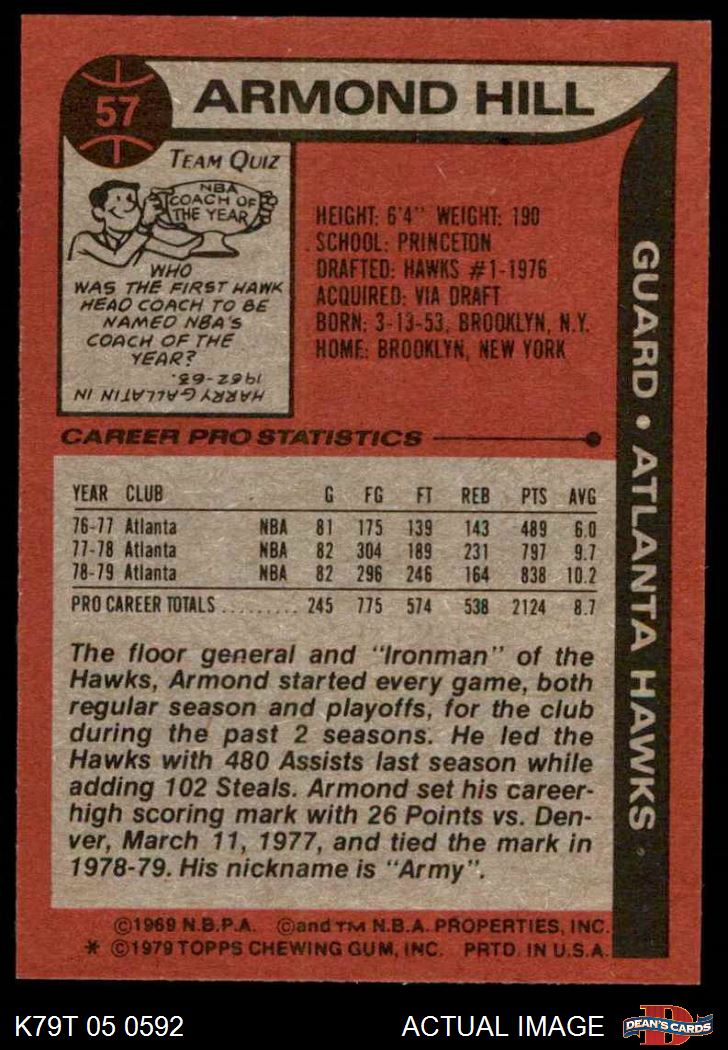 57
ARMOND HILL
TEAM QUIZ
NBA
COACH OF
THE YEAR
WHO
WAS THE FIRST HAWK
HEAD COACH TO BE
NAMED NBA'S
COACH OF THE
YEAR?
HARRY GALLATIN IN
1962-63.
HEIGHT: 6'4" WEIGHT: 190
SCHOOL: PRINCETON
DRAFTED: HAWKS #1-1976
ACQUIRED: VIA DRAFT
BORN: 3-13-53, BROOKLYN, N.Y.
HOME: BROOKLYN, NEW YORK
GUARD • ATLANTA HAWKS
CAREER PRO STATISTICS
YEAR CLUB G FG FT REB PTS AVG
76-77 Atlanta NBA 81 175 139 143 489 6.0
77-78 Atlanta NBA 82 304 189 231 797 9.7
78-79 Atlanta NBA 82 296 246 164 838 10.2
PRO CAREER TOTALS ......... 245 775 574 538 2124 8.7
The floor general and "Ironman" of the
Hawks, Armond started every game, both
regular season and playoffs, for the club
during the past 2 seasons. He led the
Hawks with 480 Assists last season while
adding 102 Steals. Armond set his career-
high scoring mark with 26 Points vs. Den-
ver, March 11, 1977, and tied the mark in
1978-79. His nickname is "Army".
©1969 N.B.P.A. ©and TM N.B.A. PROPERTIES, INC.
* ©1979 TOPPS CHEWING GUM, INC. PRTD. IN U.S.A.
K79T 05 0592
ACTUAL IMAGE
D
DEAN'S CARDS